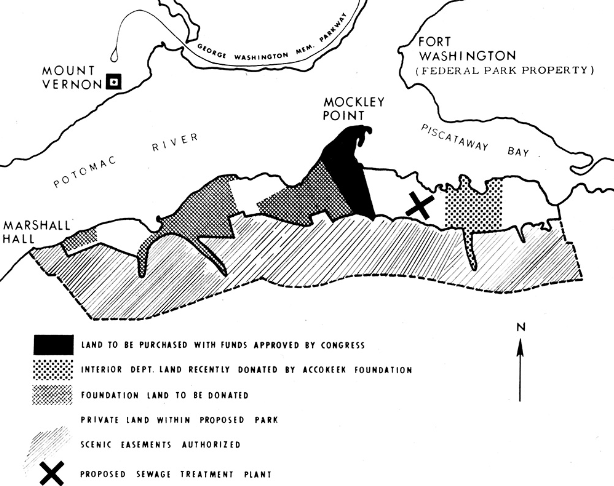 GEORGE WASHINGTON MEM. PARKWAY
FORT
WASHINGTON
(FEDERAL PARK PROPERTY)
MOUNT
VERNON
MOCKLEY
POINT
PISCATAWAY BAY
POTOMAC RIVER
MARSHALL
HALL
N
LAND TO BE PURCHASED WITH FUNDS APPROVED BY CONGRESS
INTERIOR DEPT. LAND RECENTLY DONATED BY ACCOKEEK FOUNDATION
FOUNDATION LAND TO BE DONATED
PRIVATE LAND WITHIN PROPOSED PARK
SCENIC EASEMENTS AUTHORIZED
PROPOSED SEWAGE TREATMENT PLANT